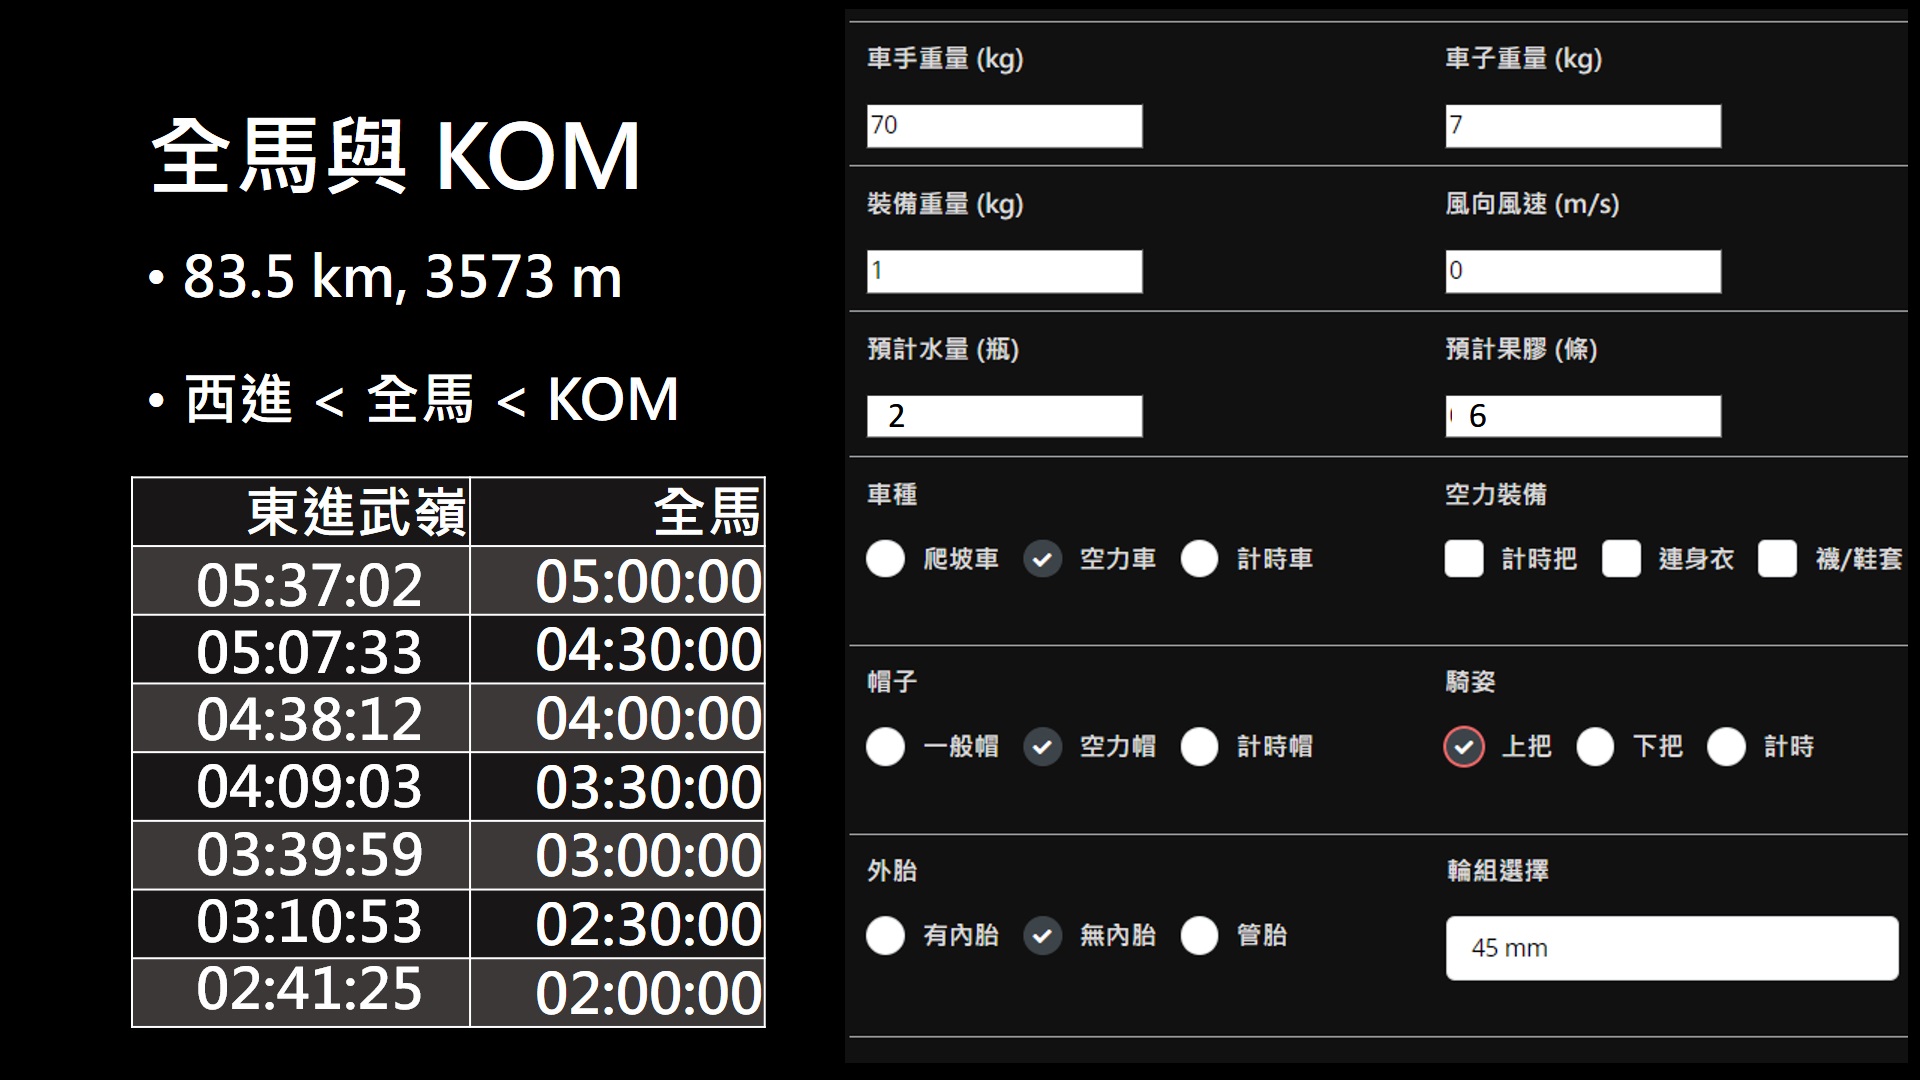 全馬與 KOM
• 83.5 km, 3573 m
• 西進 < 全馬 < KOM
東進武嶺 全馬
05:37:02 05:00:00
05:07:33 04:30:00
04:38:12 04:00:00
04:09:03 03:30:00
03:39:59 03:00:00
03:10:53 02:30:00
02:41:25 02:00:00
車手重量 (kg) 車子重量 (kg)
70 7
裝備重量 (kg) 風向風速 (m/s)
1 0
預計水量 (瓶) 預計果膠 (條)
2 6
車種 空力裝備
爬坡車 空力車 計時車 計時把 連身衣 襪/鞋套
帽子 騎姿
一般帽 空力帽 計時帽 上把 下把 計時
外胎 輪組選擇
有內胎 無內胎 管胎 45 mm